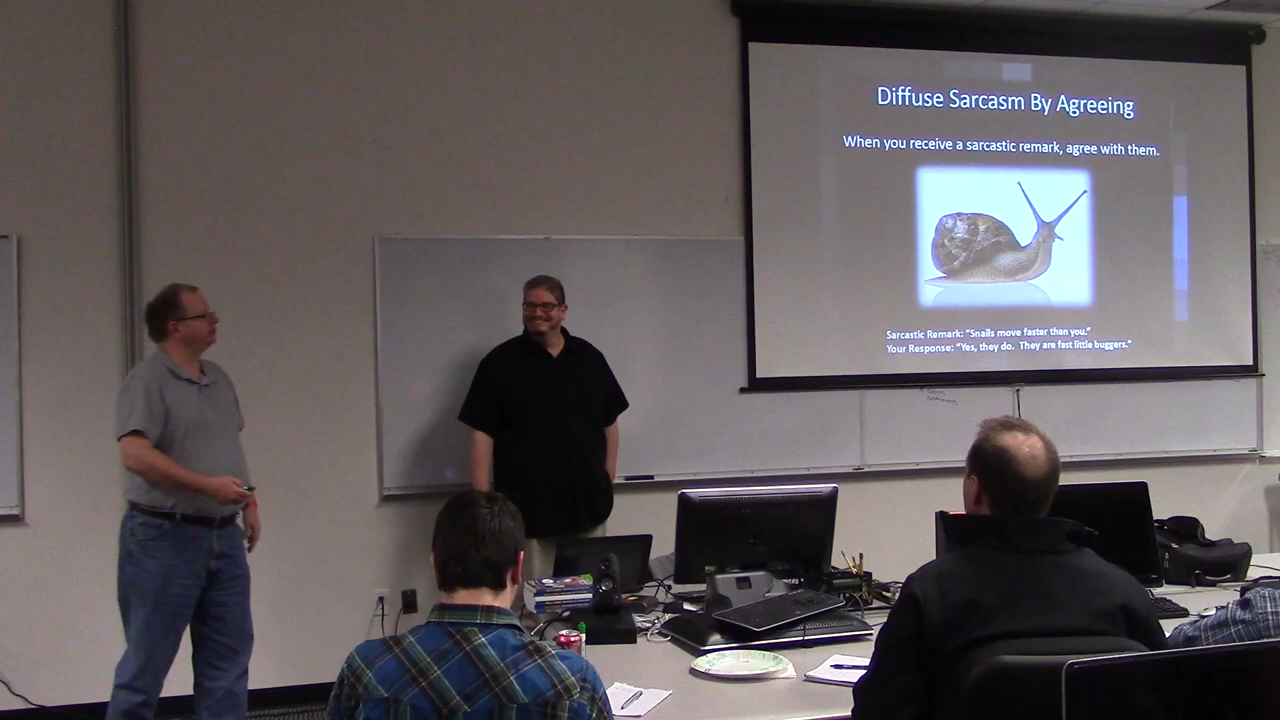 Diffuse Sarcasm By Agreeing
When you receive a sarcastic remark, agree with them.
Sarcastic Remark: "Snails move faster than you."
Your Response: "Yes, they do. They are fast little buggers."